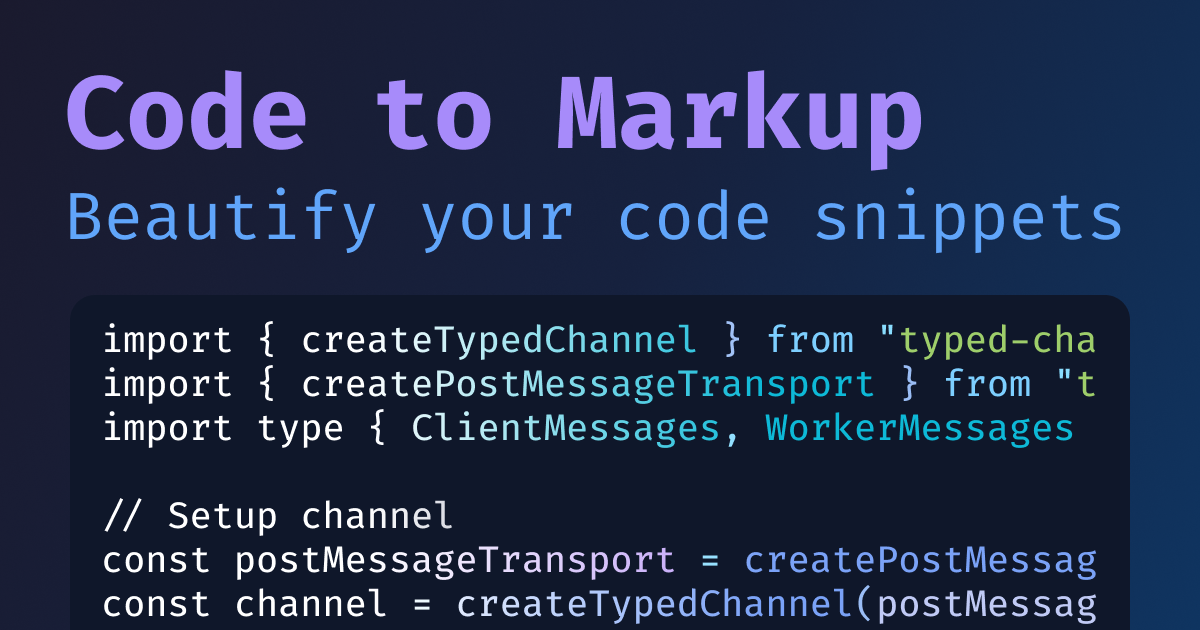 Code to Markup
Beautify your code snippets
import { createTypedChannel } from "typed-cha
import { createPostMessageTransport } from "t
import type { ClientMessages, WorkerMessages
// Setup channel
const postMessageTransport = createPostMessag
const channel = createTypedChannel(postMessag